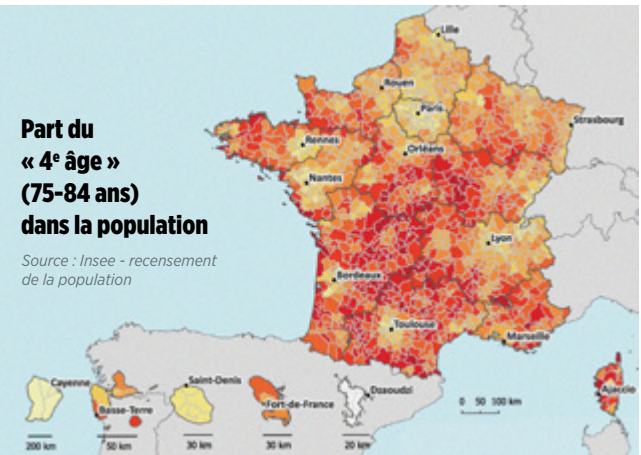 Part du
« 4e âge »
(75-84 ans)
dans la population
Source : Insee - recensement
de la population
Lille
Rouen
Paris
Strasbourg
Rennes
Orléans
Nantes
Lyon
Bordeaux
Toulouse
Marseille
Ajaccio
0 50 100 km
Cayenne
Basse-Terre
Saint-Denis
Fort-de-France
Dzaoudzi
200 km
50 km
30 km
30 km
20 km